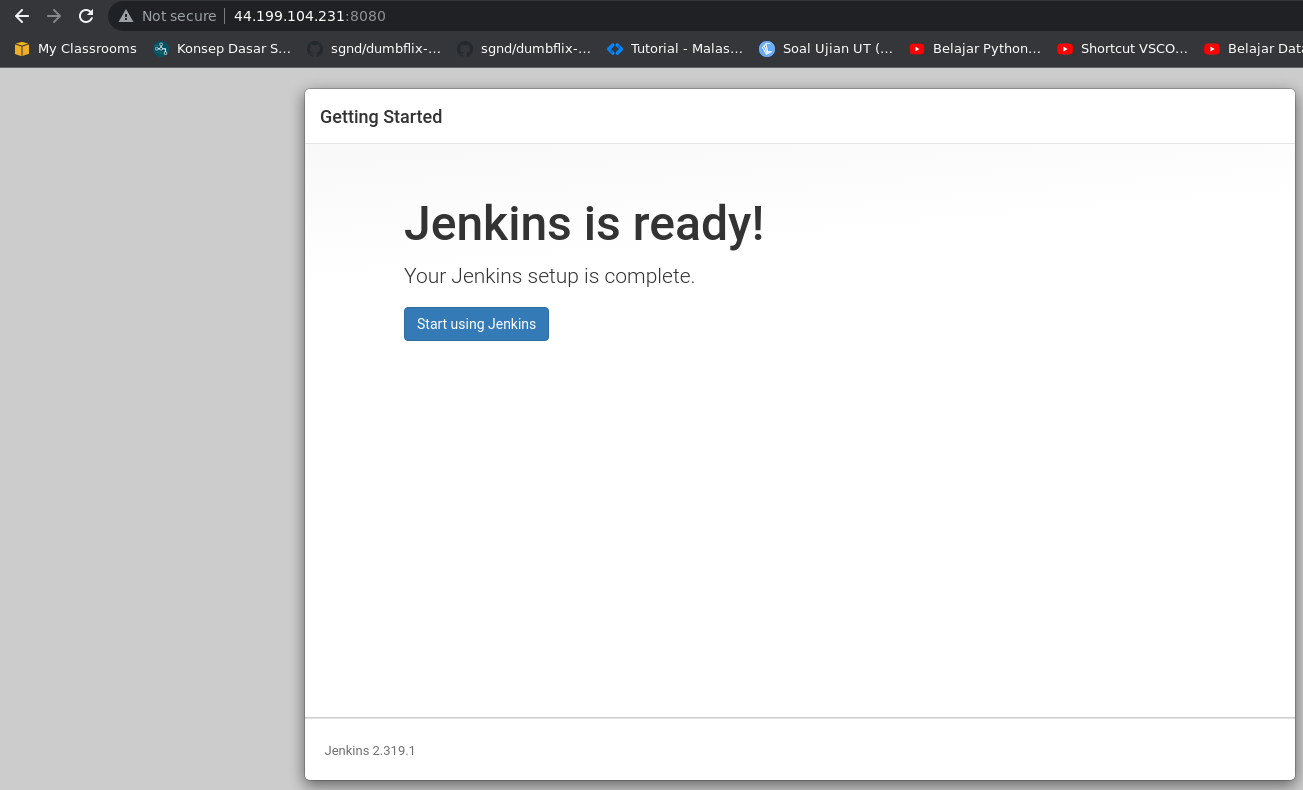 Not secure 44.199.104.231:8080
My Classrooms Konsep Dasar S... sgnd/dumbflix-... sgnd/dumbflix-... Tutorial - Malas... Soal Ujian UT (... Belajar Python... Shortcut VSCO... Belajar Data
Getting Started
Jenkins is ready!
Your Jenkins setup is complete.
Start using Jenkins
Jenkins 2.319.1